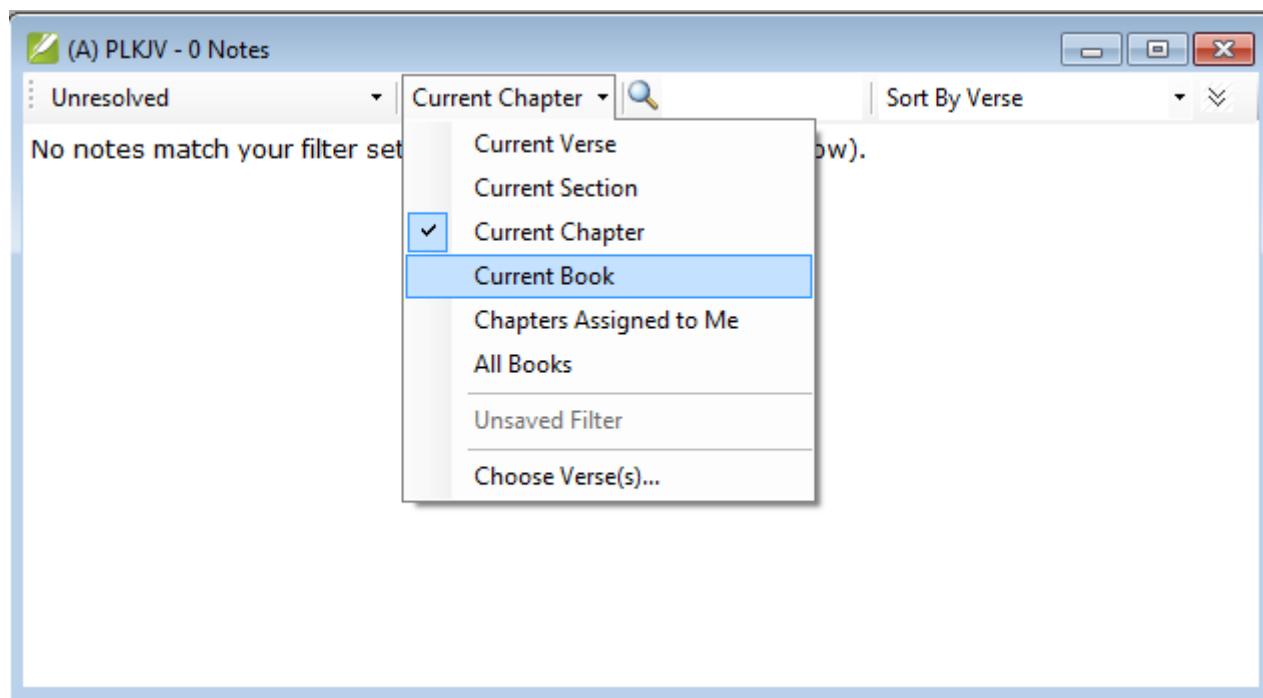 (A) PLKJV - 0 Notes
Unresolved Current Chapter Sort By Verse
No notes match your filter set ow).
Current Verse
Current Section
Current Chapter
Current Book
Chapters Assigned to Me
All Books
Unsaved Filter
Choose Verse(s)...